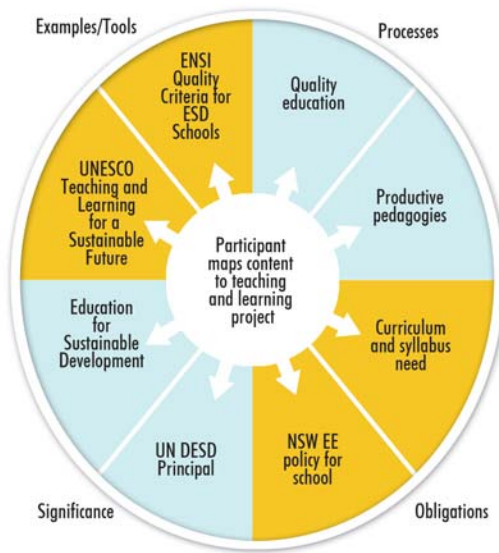 Examples/Tools
Processes
ENSI
Quality
Criteria for
ESD
Schools
Quality
education
UNESCO
Teaching and
Learning
for a
Sustainable
Future
Productive
pedagogies
Participant
maps content
to teaching
and learning
project
Education
for
Sustainable
Development
Curriculum
and syllabus
need
UN DESD
Principal
NSW EE
policy for
school
Significance
Obligations